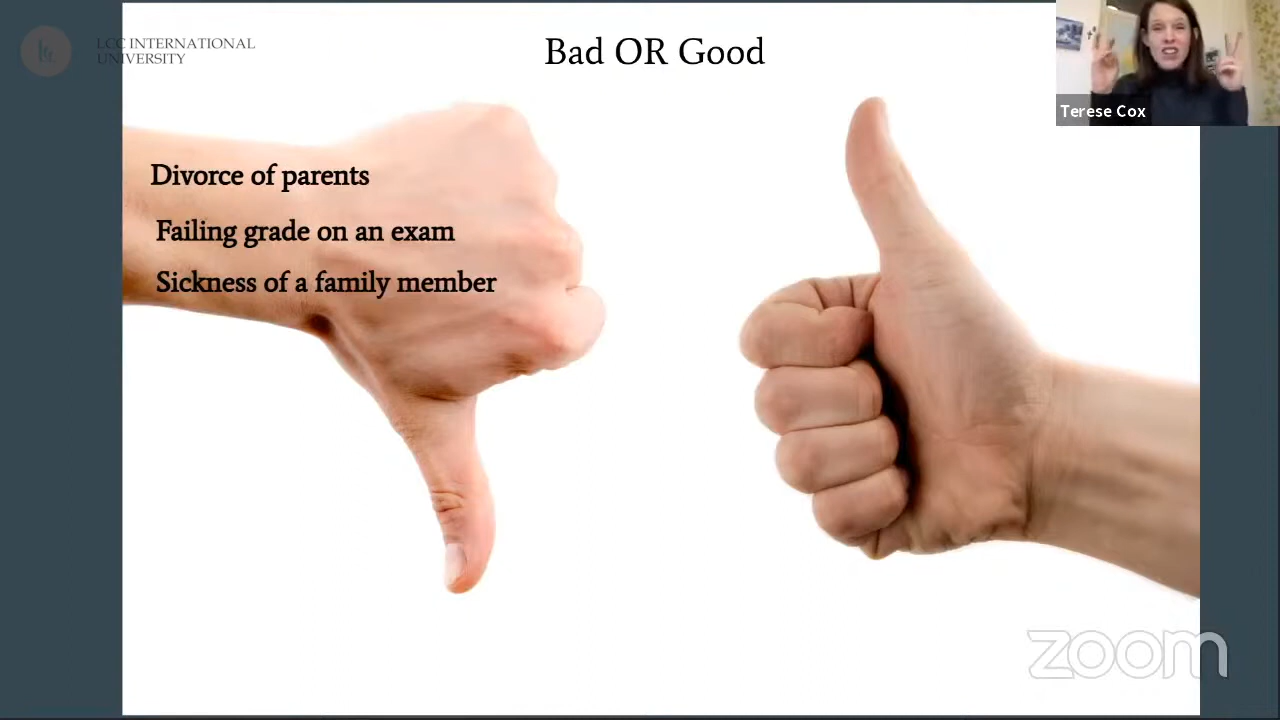 LCC INTERNATIONAL
UNIVERSITY
Bad OR Good
Terese Cox
Divorce of parents
Failing grade on an exam
Sickness of a family member
zoom